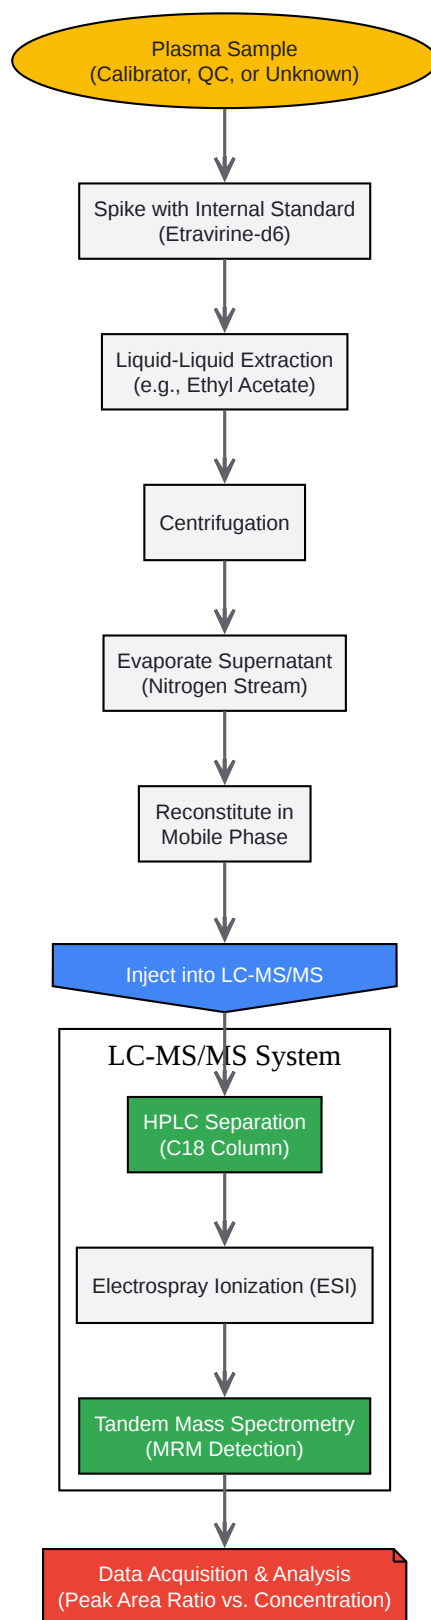 Plasma Sample
(Calibrator, QC, or Unknown)
Spike with Internal Standard
(Etravirine-d6)
Liquid-Liquid Extraction
(e.g., Ethyl Acetate)
Centrifugation
Evaporate Supernatant
(Nitrogen Stream)
Reconstitute in
Mobile Phase
Inject into LC-MS/MS
LC-MS/MS System
HPLC Separation
(C18 Column)
Electrospray Ionization (ESI)
Tandem Mass Spectrometry
(MRM Detection)
Data Acquisition & Analysis
(Peak Area Ratio vs. Concentration)